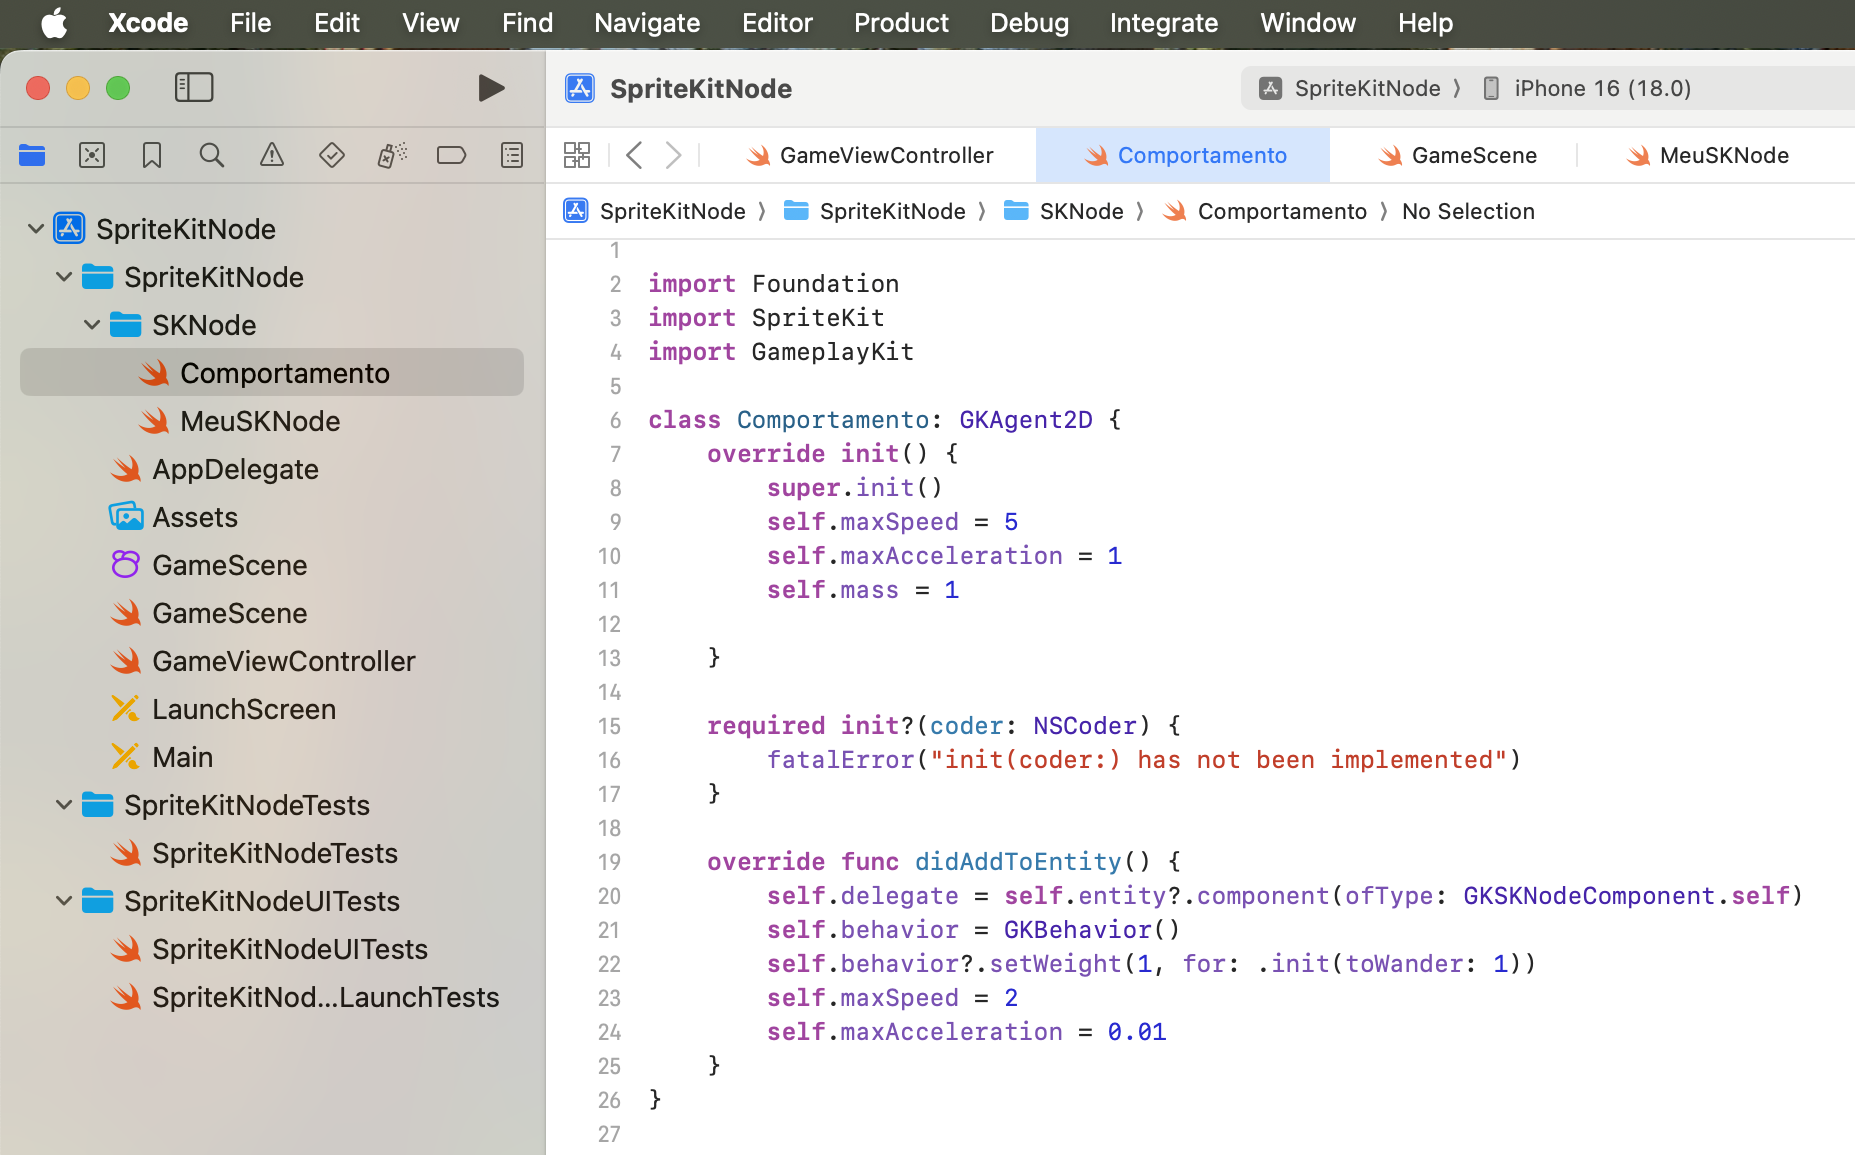 Xcode File Edit View Find Navigate Editor Product Debug Integrate Window Help
SpriteKitNode
SpriteKitNode
iPhone 16 (18.0)
GameViewController
Comportamento
GameScene
MeuSKNode
SpriteKitNode
SpriteKitNode
SKNode
Comportamento
No Selection
SpriteKitNode
SpriteKitNode
SKNode
Comportamento
MeuSKNode
AppDelegate
Assets
GameScene
GameScene
GameViewController
LaunchScreen
Main
SpriteKitNodeTests
SpriteKitNodeTests
SpriteKitNodeUITests
SpriteKitNodeUITests
SpriteKitNod...LaunchTests
1
2 import Foundation
3 import SpriteKit
4 import GameplayKit
5
6 class Comportamento: GKAgent2D {
7 override init() {
8 super.init()
9 self.maxSpeed = 5
10 self.maxAcceleration = 1
11 self.mass = 1
12
13 }
14
15 required init?(coder: NSCoder) {
16 fatalError("init(coder:) has not been implemented")
17 }
18
19 override func didAddToEntity() {
20 self.delegate = self.entity?.component(ofType: GKSKNodeComponent.self)
21 self.behavior = GKBehavior()
22 self.behavior?.setWeight(1, for: .init(toWander: 1))
23 self.maxSpeed = 2
24 self.maxAcceleration = 0.01
25 }
26 }
27